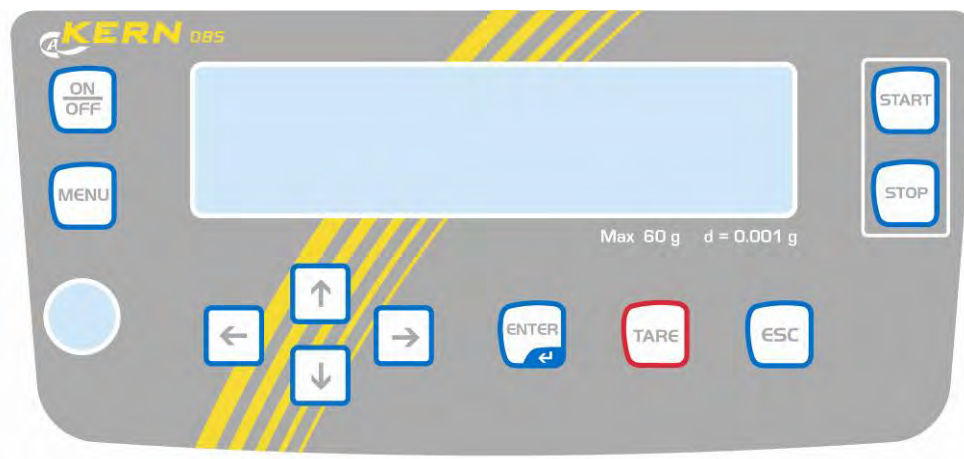 KERN DBS
ON
OFF
START
MENU
STOP
Max 60 g d = 0.001 g
↑
←
→
↓
ENTER
↵
TARE
ESC